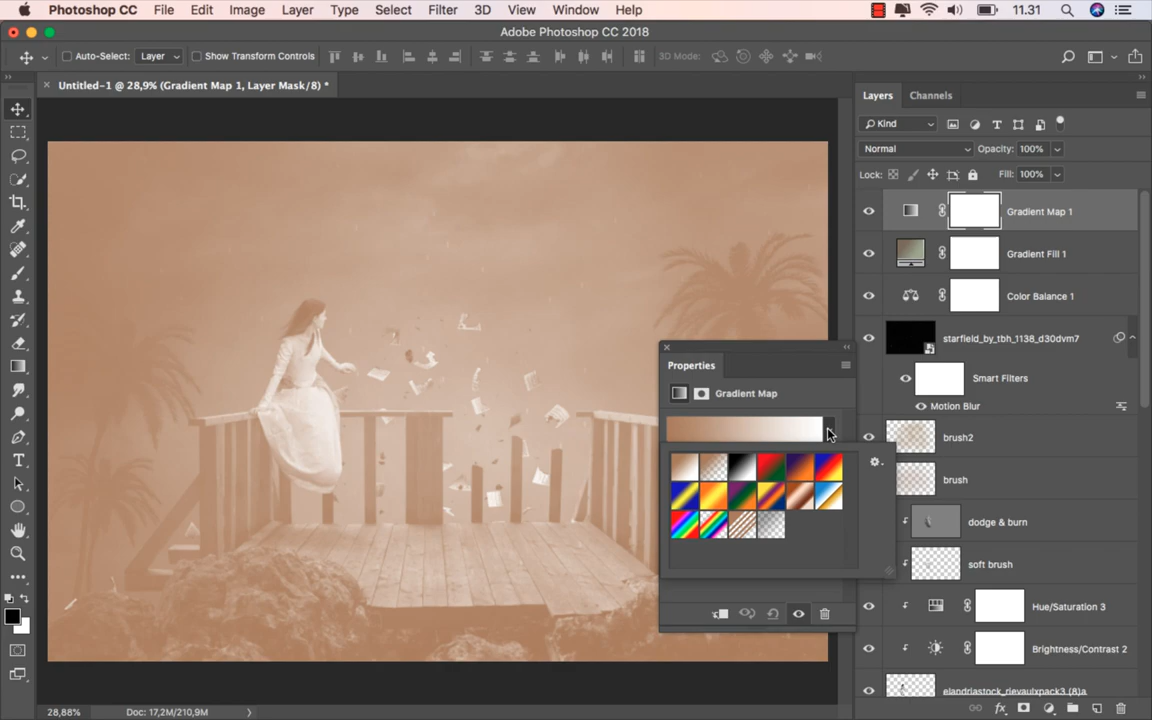 Photoshop CC File Edit Image Layer Type Select Filter 3D View Window Help 11.31
Adobe Photoshop CC 2018
Auto-Select: Layer Show Transform Controls 3D Mode:
Untitled-1 @ 28,9% (Gradient Map 1, Layer Mask/8) *
Layers Channels
Kind
Normal Opacity: 100%
Lock: Fill: 100%
Gradient Map 1
Gradient Fill 1
Color Balance 1
starfield_by_tbh_1138_d30dvm7
Smart Filters
Motion Blur
brush2
brush
dodge & burn
soft brush
Hue/Saturation 3
Brightness/Contrast 2
elandriastock_rievaulxpack3 (8)a
Properties
Gradient Map
28,88% Doc: 17,2M/210,9M